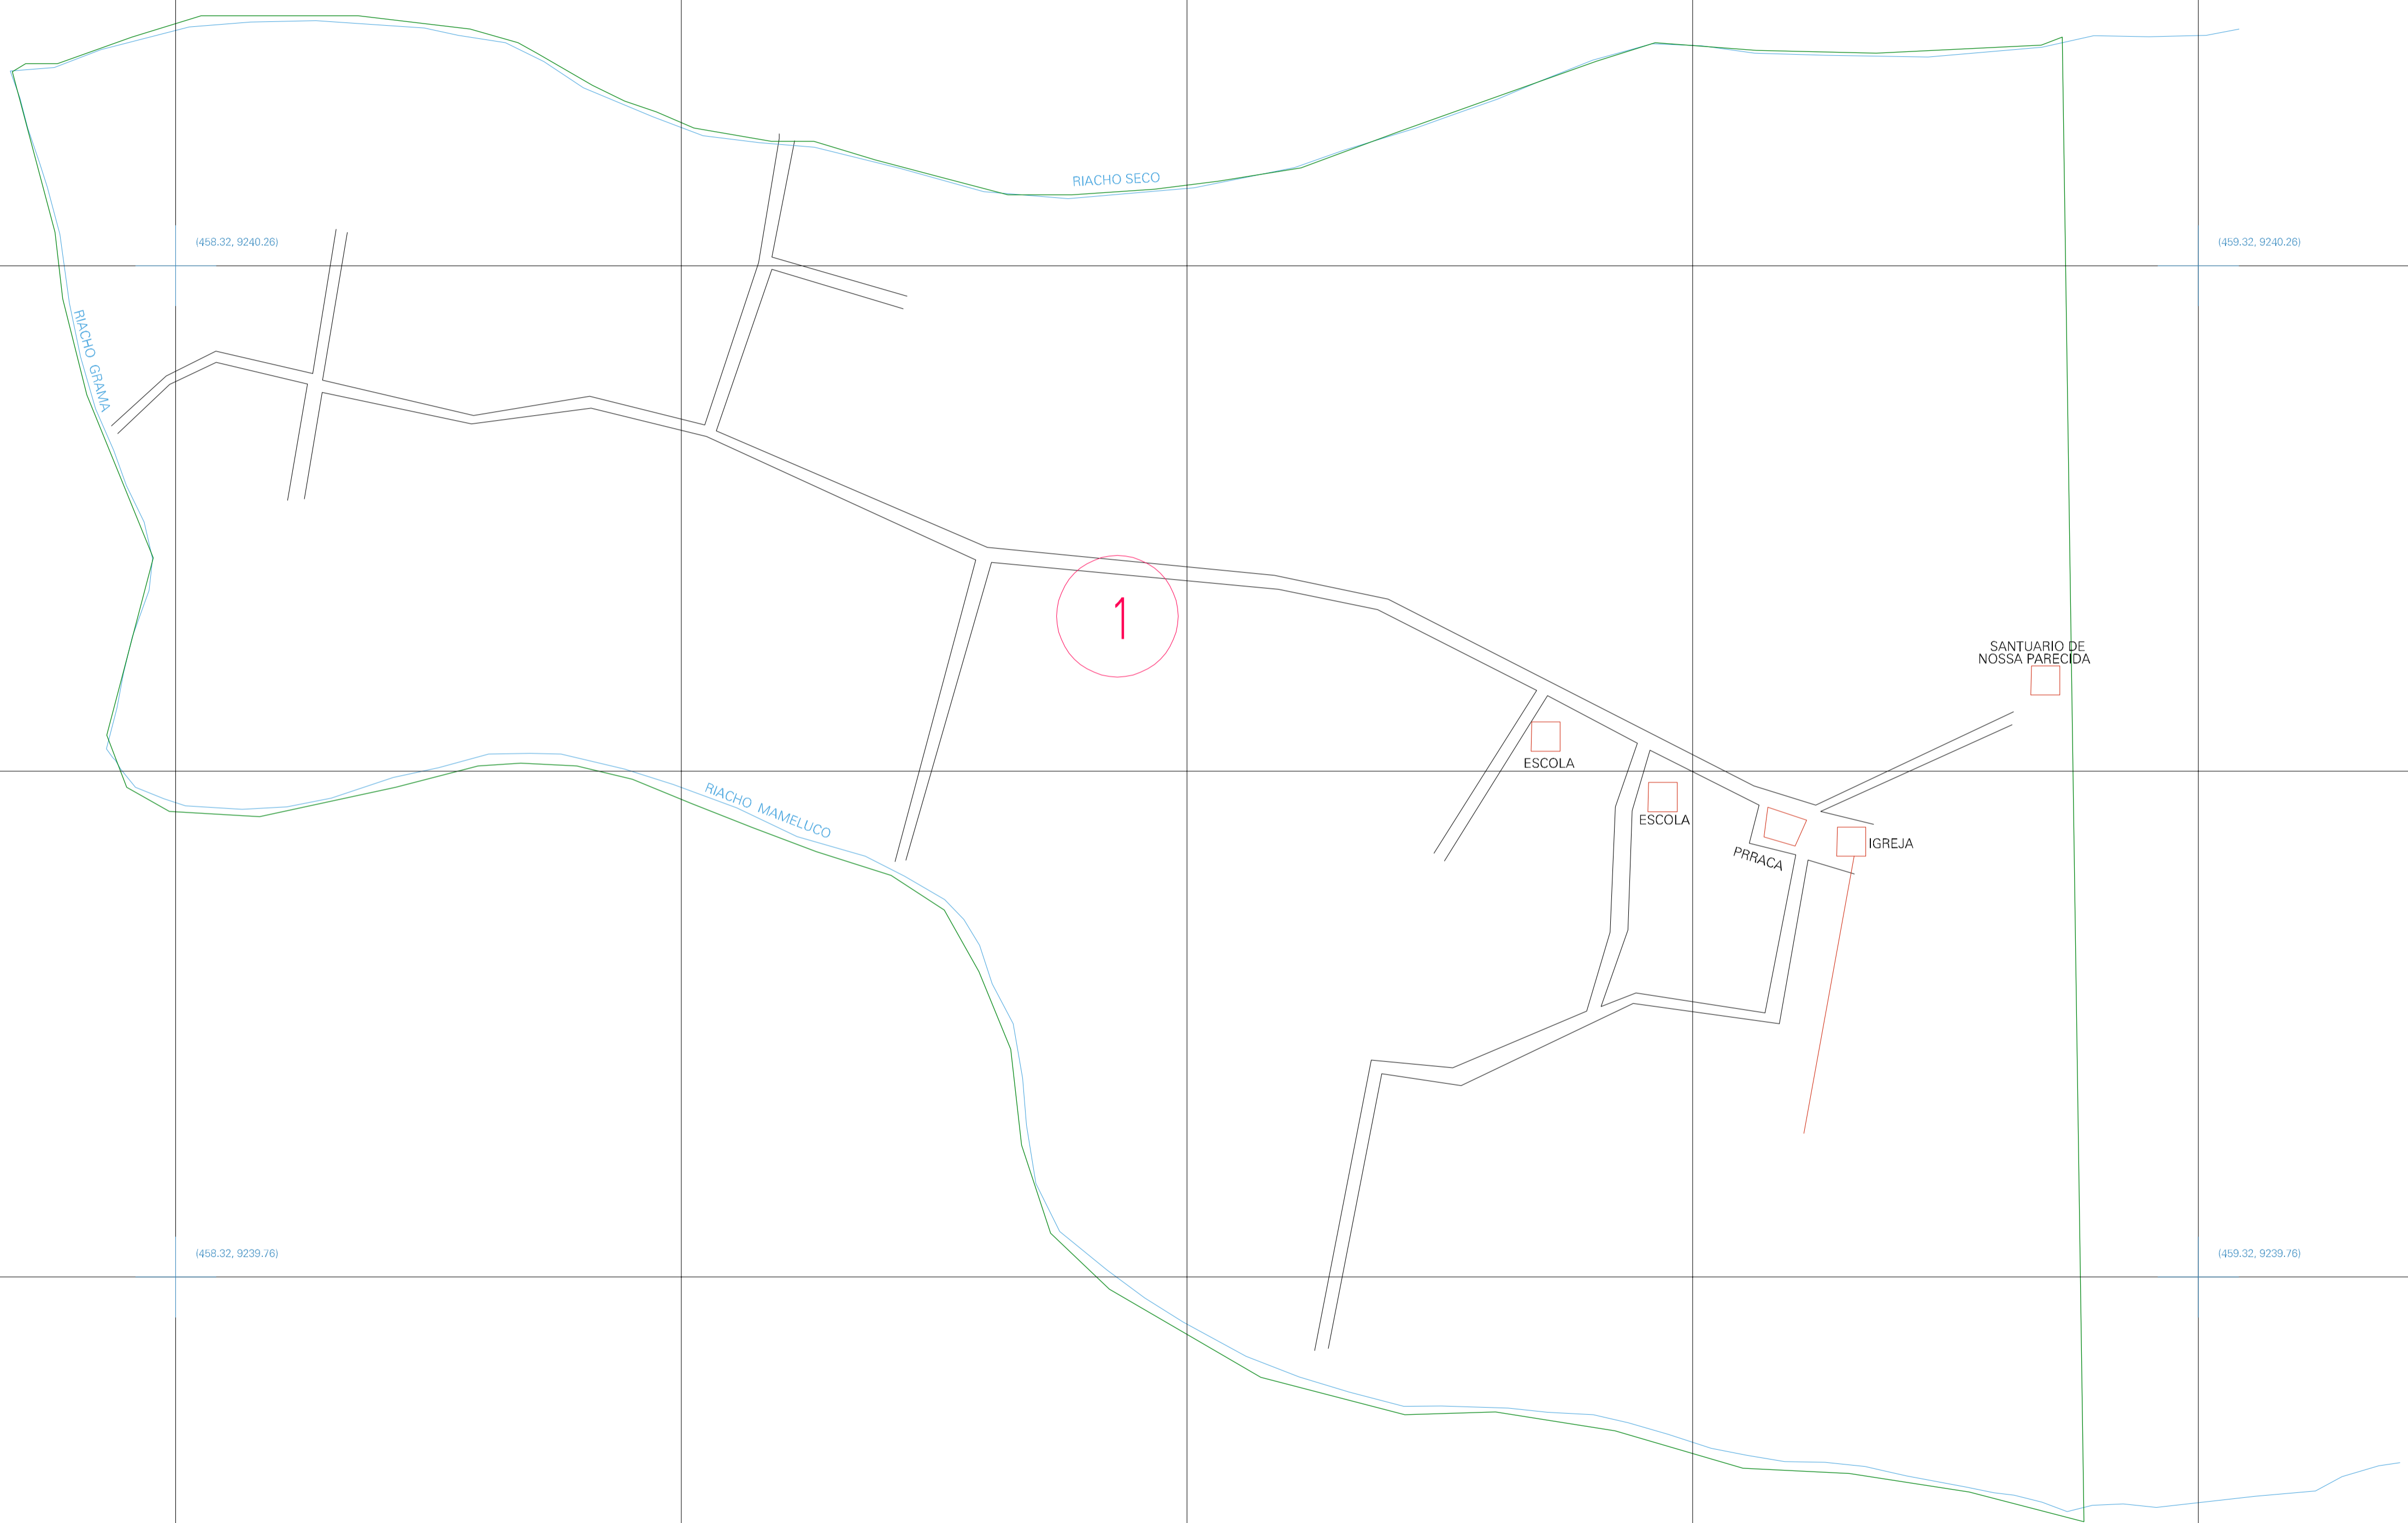 RIACHO SECO
(458.32, 9240.26)
(459.32, 9240.26)
RIACHO GRAMA
1
SANTUARIO DE
NOSSA PARECIDA
ESCOLA
RIACHO MAMELUCO
ESCOLA
PRRACA
IGREJA
(458.32, 9239.76)
(459.32, 9239.76)